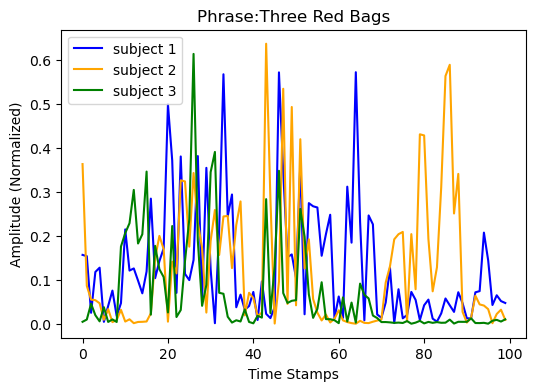 Phrase:Three Red Bags
subject 1
subject 2
subject 3
Amplitude (Normalized)
0.6
0.5
0.4
0.3
0.2
0.1
0.0
0 20 40 60 80 100
Time Stamps